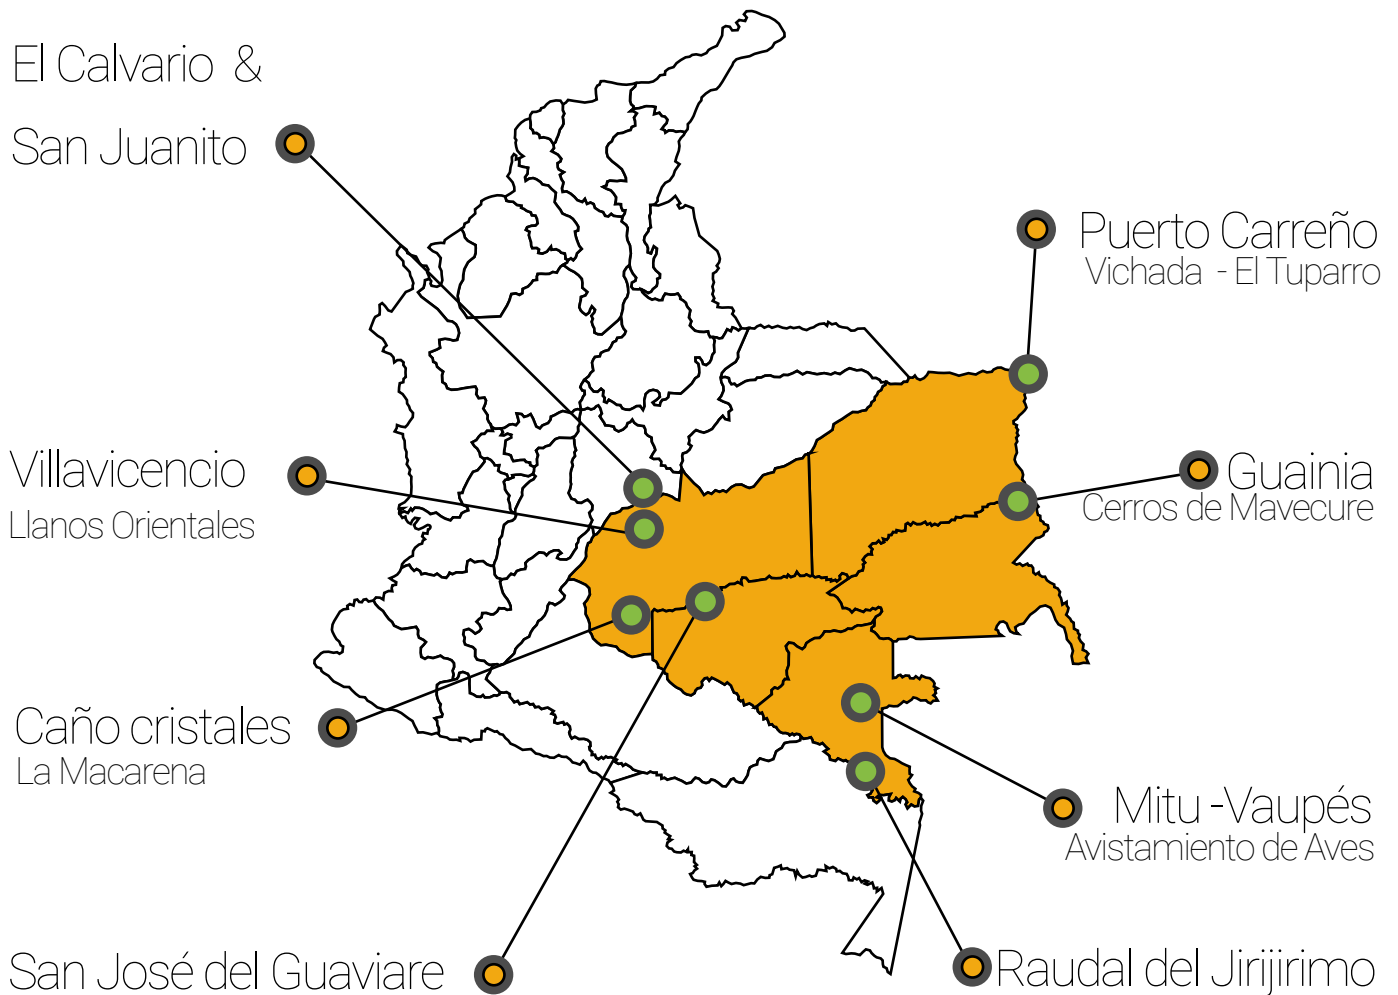 El Calvario &
San Juanito
Puerto Carreño
Vichada - El Tuparro
Villavicencio
Llanos Orientales
Guainia
Cerros de Mavecure
Caño cristales
La Macarena
Mitu -Vaupés
Avistamiento de Aves
San José del Guaviare
Raudal del Jirijirimo